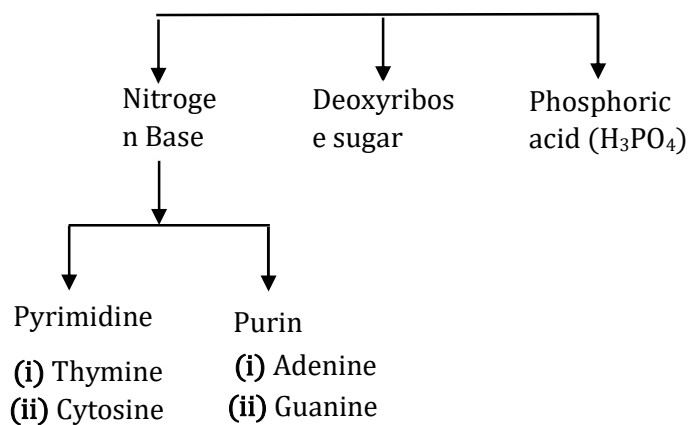 Nitroge
n Base
Deoxyribos
e sugar
Phosphoric
acid (H₃PO₄)
Pyrimidine
(i) Thymine
(ii) Cytosine
Purin
(i) Adenine
(ii) Guanine